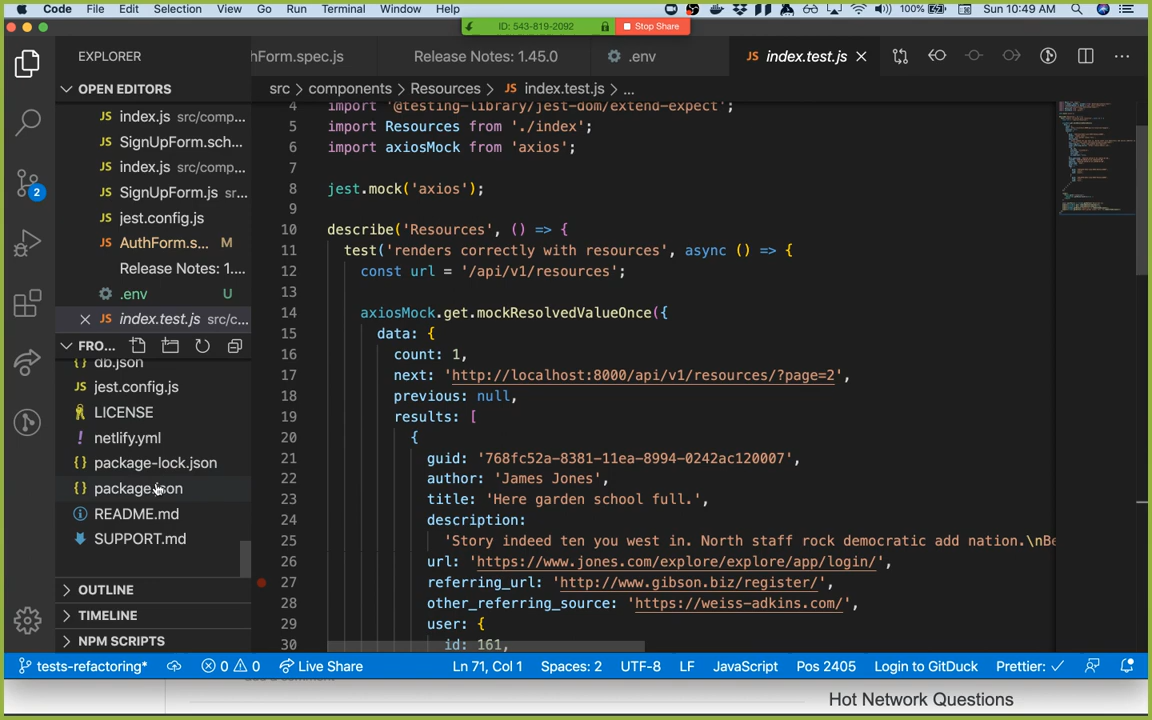 Code File Edit Selection View Go Run Terminal Window Help 100% Sun 10:49 AM
ID: 543-819-2092 Stop Share
EXPLORER
hForm.spec.js Release Notes: 1.45.0 .env JS index.test.js
OPEN EDITORS
src > components > Resources > JS index.test.js > ...
JS index.js src/comp...
JS SignUpForm.sch...
JS index.js src/comp...
JS SignUpForm.js sr...
JS jest.config.js
JS AuthForm.s... M
Release Notes: 1....
.env U
JS index.test.js src/c...
FRO...
{} db.json
JS jest.config.js
LICENSE
! netlify.yml
{} package-lock.json
{} package.json
README.md
SUPPORT.md
OUTLINE
TIMELINE
NPM SCRIPTS
4 import '@testing-library/jest-dom/extend-expect';
5 import Resources from './index';
6 import axiosMock from 'axios';
7
8 jest.mock('axios');
9
10 describe('Resources', () => {
11 test('renders correctly with resources', async () => {
12 const url = '/api/v1/resources';
13
14 axiosMock.get.mockResolvedValueOnce({
15 data: {
16 count: 1,
17 next: 'http://localhost:8000/api/v1/resources/?page=2',
18 previous: null,
19 results: [
20 {
21 guid: '768fc52a-8381-11ea-8994-0242ac120007',
22 author: 'James Jones',
23 title: 'Here garden school full.',
24 description:
25 'Story indeed ten you west in. North staff rock democratic add nation.\nBe
26 url: 'https://www.jones.com/explore/explore/app/login/',
27 referring_url: 'http://www.gibson.biz/register/',
28 other_referring_source: 'https://weiss-adkins.com/',
29 user: {
30 id: 161,
2
tests-refactoring* 0 0 Live Share Ln 71, Col 1 Spaces: 2 UTF-8 LF JavaScript Pos 2405 Login to GitDuck Prettier: ✓
Hot Network Questions